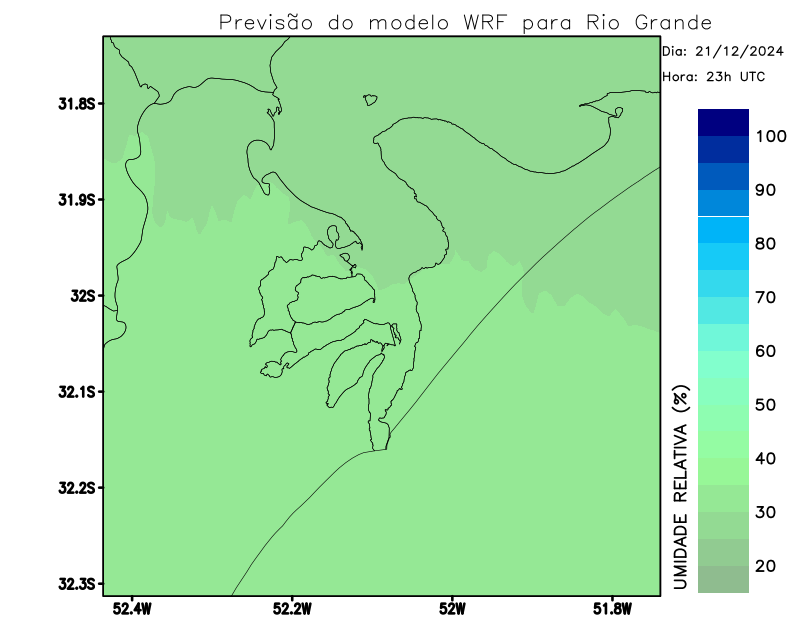 Previsão do modelo WRF para Rio Grande
Dia: 21/12/2024
Hora: 23h UTC
31.8S
31.9S
32S
32.1S
32.2S
32.3S
52.4W
52.2W
52W
51.8W
100
90
80
70
60
50
40
30
20
UMIDADE RELATIVA (%)